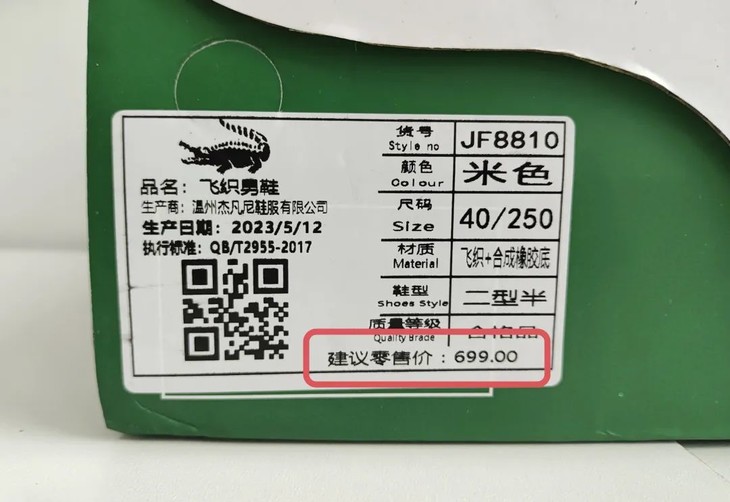 品名：飞织男鞋
生产商：温州杰凡尼鞋服有限公司
生产日期：2023/5/12
执行标准：QB/T2955-2017
货号 JF8810
Style no
颜色 米色
Colour
尺码 40/250
Size
材质 飞织+合成橡胶底
Material
鞋型 二型半
Shoes Style
质量等级 合格品
Quality Brade
建议零售价：699.00